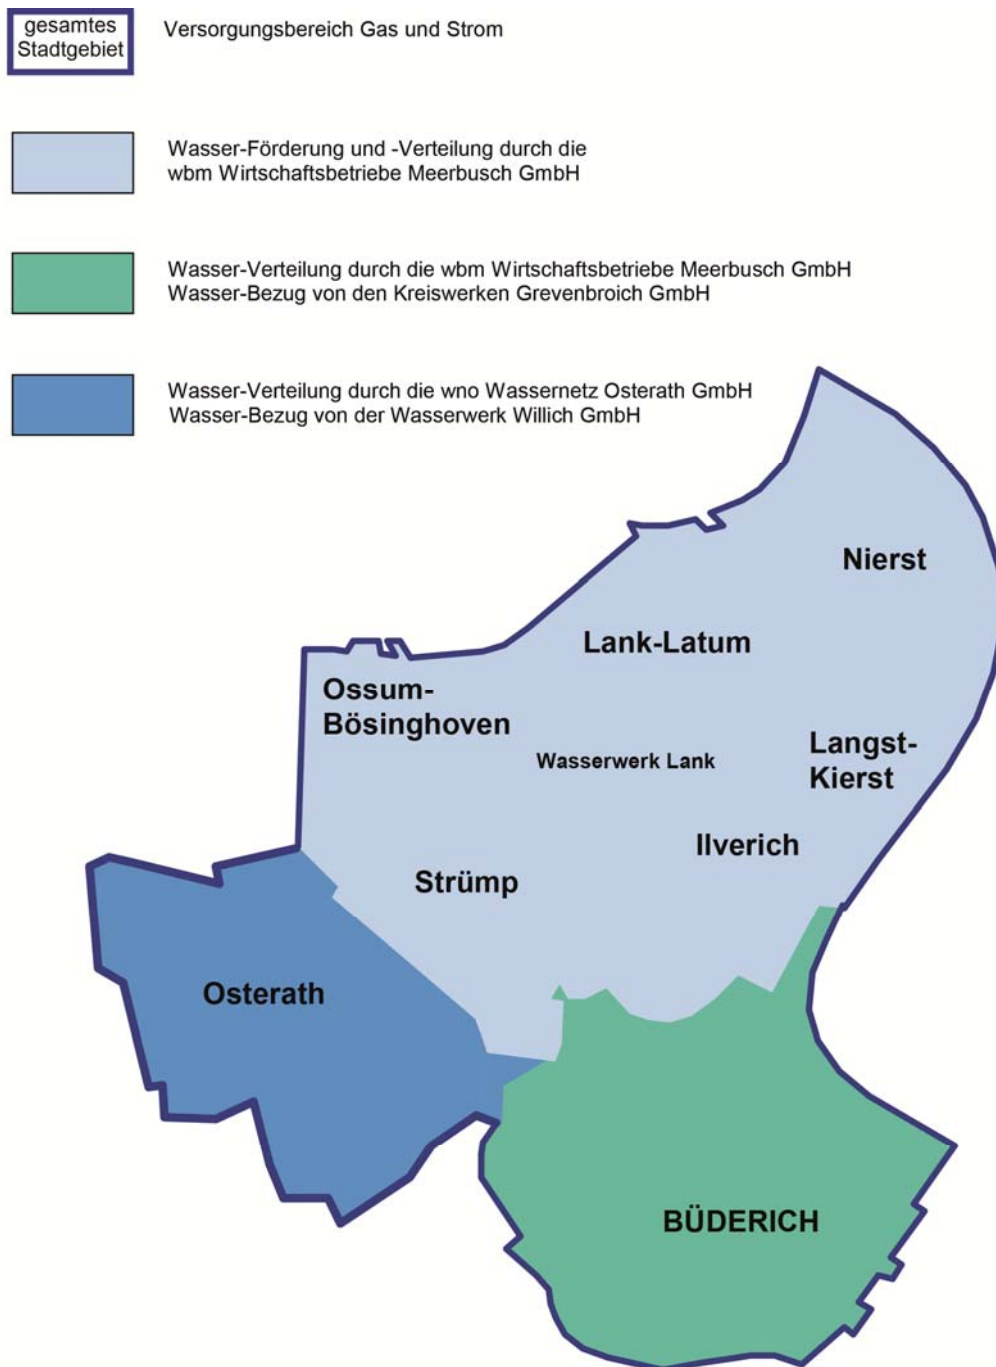 gesamtes
Stadtgebiet
Versorgungsbereich Gas und Strom
Wasser-Förderung und -Verteilung durch die
wbm Wirtschaftsbetriebe Meerbusch GmbH
Wasser-Verteilung durch die wbm Wirtschaftsbetriebe Meerbusch GmbH
Wasser-Bezug von den Kreiswerken Grevenbroich GmbH
Wasser-Verteilung durch die wno Wassernetz Osterath GmbH
Wasser-Bezug von der Wasserwerk Willich GmbH
Nierst
Lank-Latum
Ossum-
Bösinghoven
Langst-
Kierst
Wasserwerk Lank
Ilverich
Strümp
Osterath
BÜDERICH